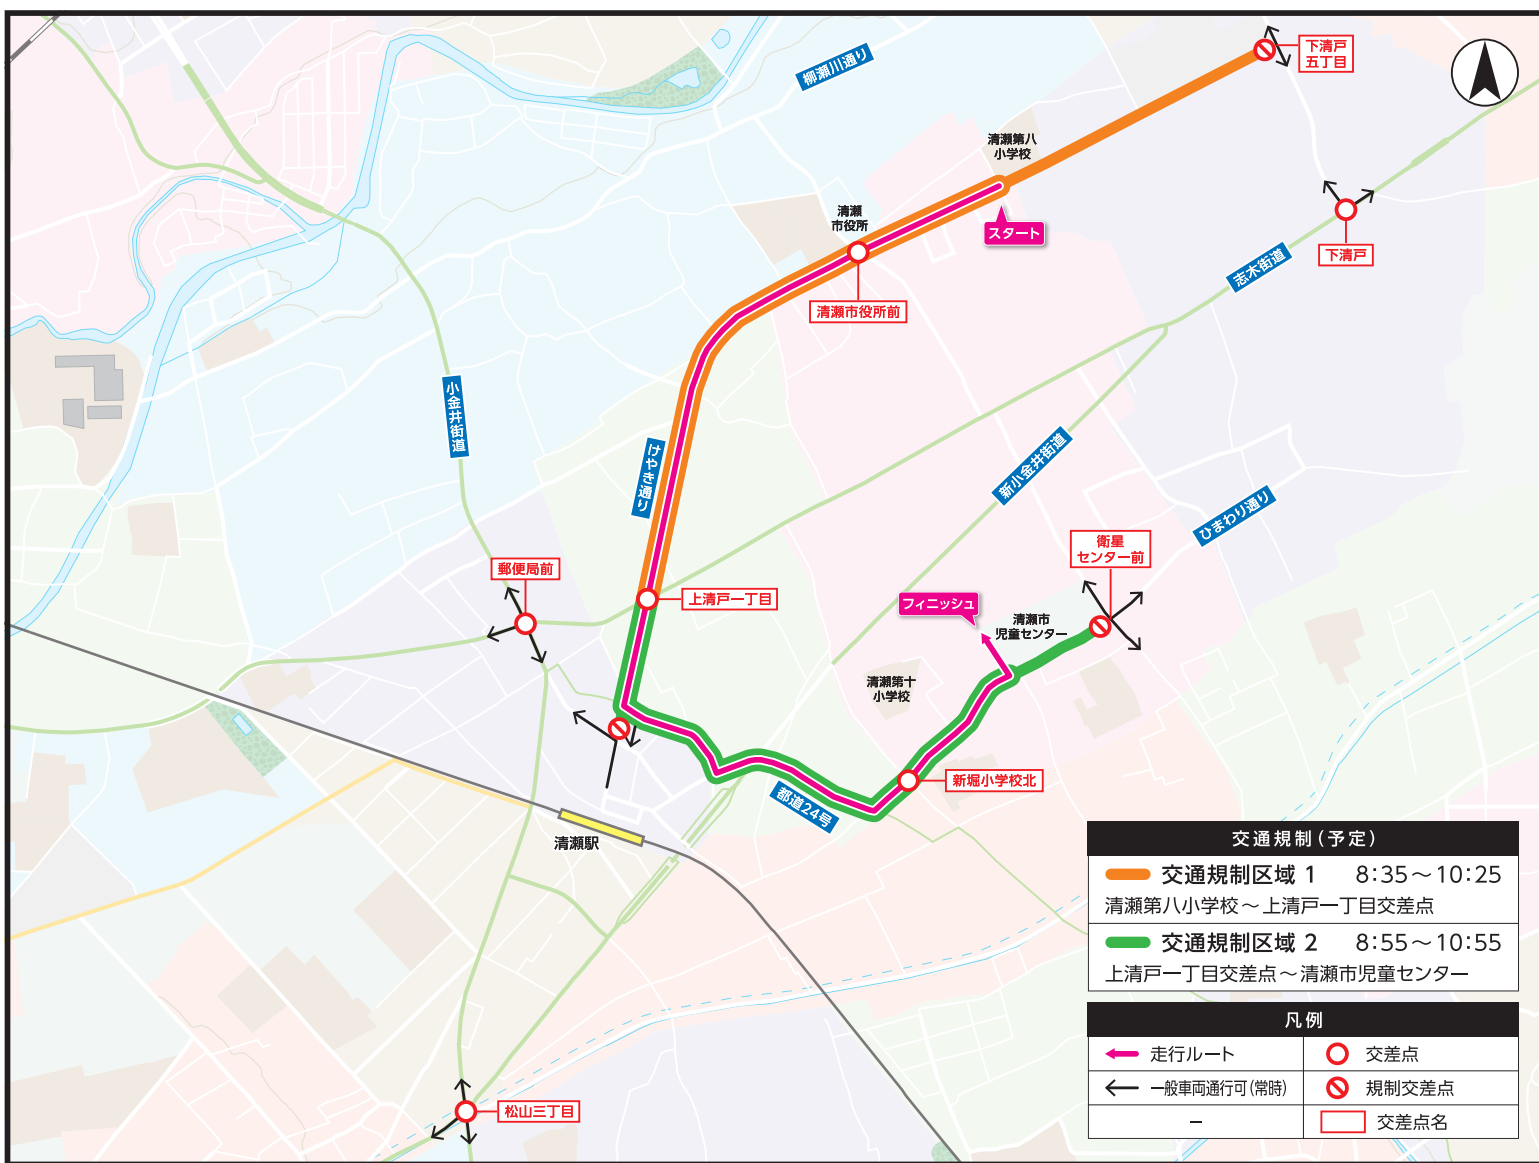 下清戸
五丁目
柳瀬川通り
清瀬第八
小学校
清瀬
市役所
スタート
下清戸
志木街道
清瀬市役所前
小金井街道
けやき通り
新小金井街道
ひまわり通り
衛星
センター前
郵便局前
上清戸一丁目
フィニッシュ
清瀬市
児童センター
清瀬第十
小学校
新堀小学校北
都道24号
清瀬駅
松山三丁目
交通規制(予定)
交通規制区域 1 8:35～10:25
清瀬第八小学校～上清戸一丁目交差点
交通規制区域 2 8:55～10:55
上清戸一丁目交差点～清瀬市児童センター
凡例
走行ルート 交差点
一般車両通行可(常時) 規制交差点
− 交差点名